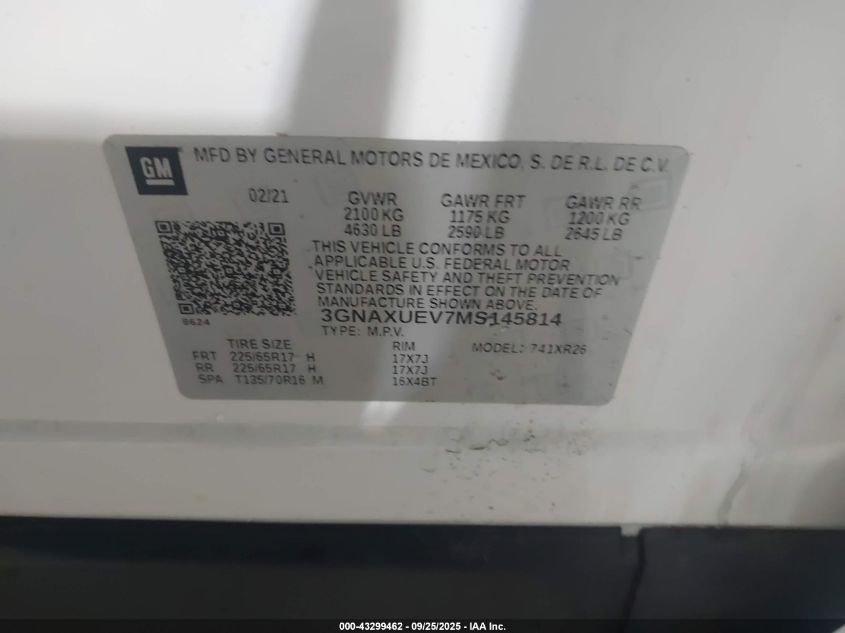 GM
MFD BY GENERAL MOTORS DE MEXICO, S. DE R.L. DE C.V.
02/21 GVWR GAWR FRT GAWR RR
2100 KG 1175 KG 1200 KG
4630 LB 2590 LB 2645 LB
THIS VEHICLE CONFORMS TO ALL
APPLICABLE U.S. FEDERAL MOTOR
VEHICLE SAFETY AND THEFT PREVENTION
STANDARDS IN EFFECT ON THE DATE OF
MANUFACTURE SHOWN ABOVE.
6624 3GNAXUEV7MS145814
TYPE: M.P.V.
TIRE SIZE RIM MODEL: 741XR26
FRT 225/65R17 H 17X7J
RR 225/65R17 H 17X7J
SPA T135/70R16 M 16X4BT
000-43299462 - 09/25/2025 - IAA Inc.